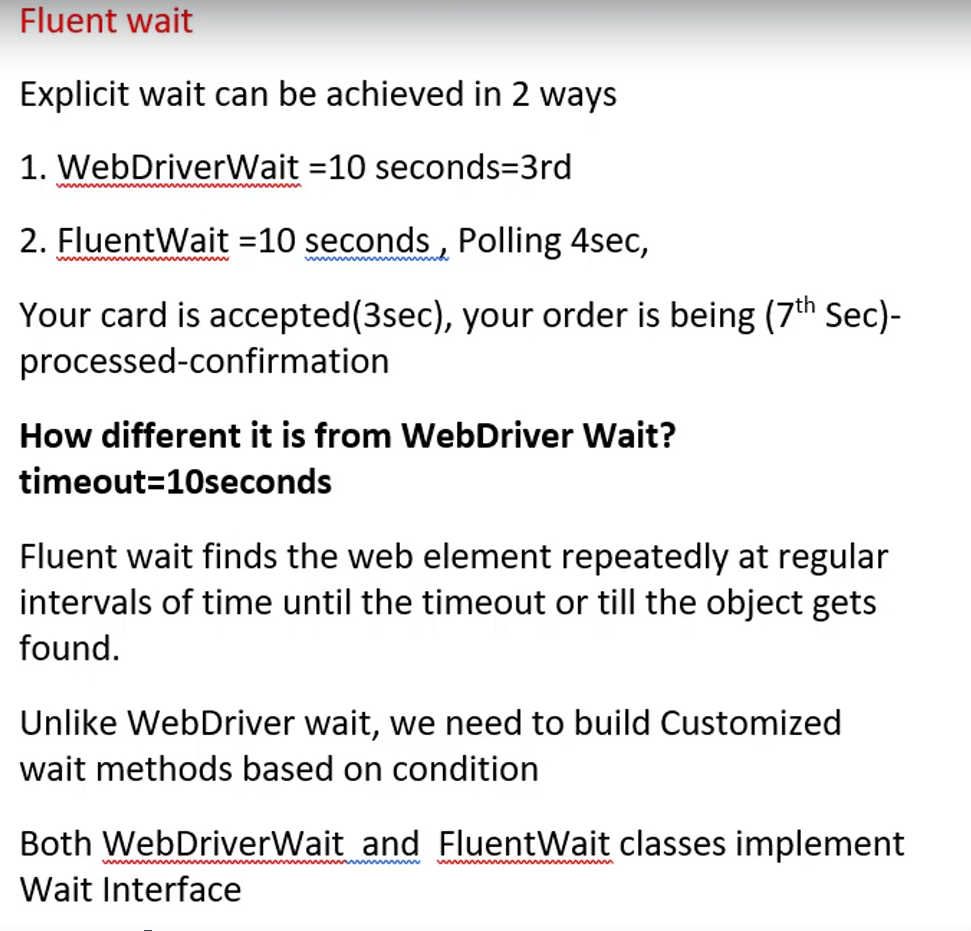 Fluent wait
Explicit wait can be achieved in 2 ways
1. WebDriverWait =10 seconds=3rd
2. FluentWait =10 seconds , Polling 4sec,
Your card is accepted(3sec), your order is being (7th Sec)-
processed-confirmation
How different it is from WebDriver Wait?
timeout=10seconds
Fluent wait finds the web element repeatedly at regular
intervals of time until the timeout or till the object gets
found.
Unlike WebDriver wait, we need to build Customized
wait methods based on condition
Both WebDriverWait and FluentWait classes implement
Wait Interface